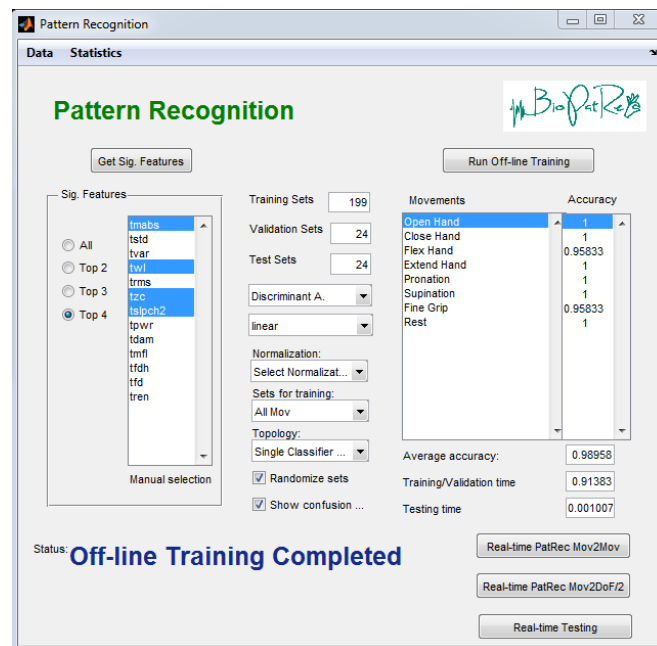 Pattern Recognition
Data Statistics
Pattern Recognition
BioPatRec
Get Sig. Features
Run Off-line Training
Sig. Features
All
Top 2
Top 3
Top 4
tmabs
tstd
tvar
twl
trms
tzc
tslpch2
tpwr
tdam
tmfl
tfdh
tfd
tren
Manual selection
Training Sets 199
Validation Sets 24
Test Sets 24
Discriminant A.
linear
Normalization:
Select Normalizat...
Sets for training:
All Mov
Topology:
Single Classifier ...
Randomize sets
Show confusion ...
Movements Accuracy
Open Hand 1
Close Hand 1
Flex Hand 0.95833
Extend Hand 1
Pronation 1
Supination 1
Fine Grip 0.95833
Rest 1
Average accuracy: 0.98958
Training/Validation time 0.91383
Testing time 0.001007
Status: Off-line Training Completed
Real-time PatRec Mov2Mov
Real-time PatRec Mov2DoF/2
Real-time Testing